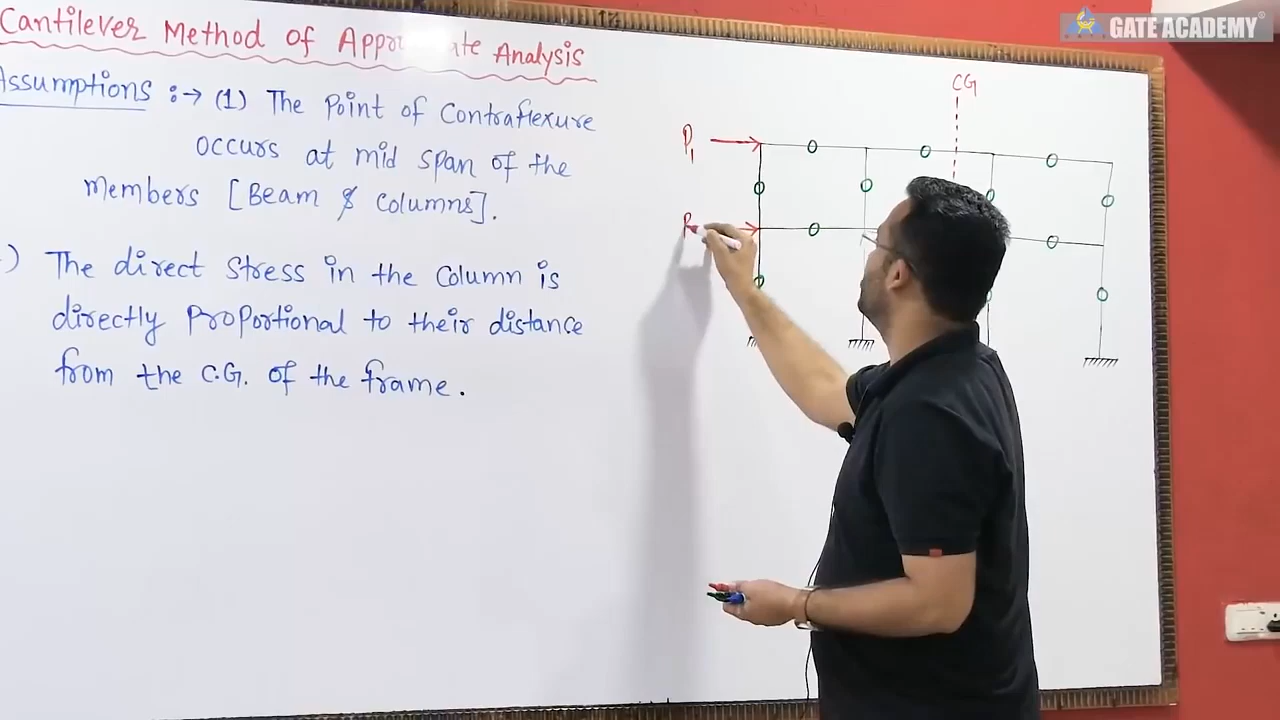 GATE ACADEMY
Cantilever Method of Analysis
Assumptions :→ (1) The Point of Contraflexure
occurs at mid span of the
members [Beam & Columns].
) The direct stress in the Column is
directly Proportional to their distance
from the C.G. of the frame.
CG
P1